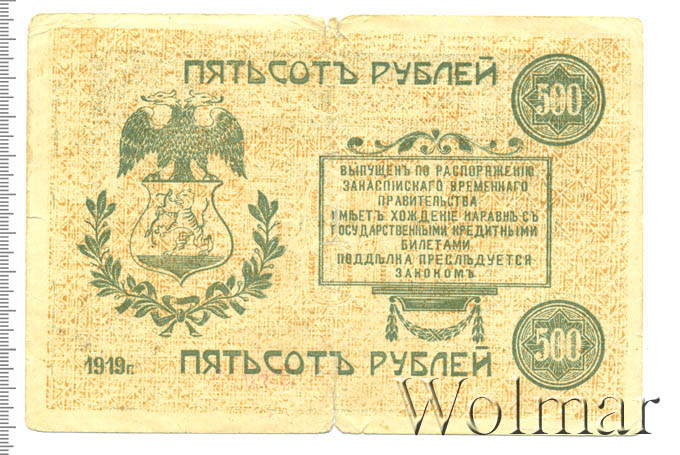 ПЯТЬСОТЪ РУБЛЕЙ
500
ВЫПУЩЕНЪ ПО РАСПОРЯЖЕНИЮ
ЗАКАСПІЙСКАГО ВРЕМЕННАГО
ПРАВИТЕЛЬСТВА
ИМѢЕТЪ ХОЖДЕНІЕ НАРАВНѢ СЪ
ГОСУДАРСТВЕННЫМИ КРЕДИТНЫМИ
БИЛЕТАМИ
ПОДДѢЛКА ПРЕСЛѢДУЕТСЯ
ЗАКОНОМЪ
500
1919г.
ПЯТЬСОТЪ РУБЛЕЙ
Wolmar